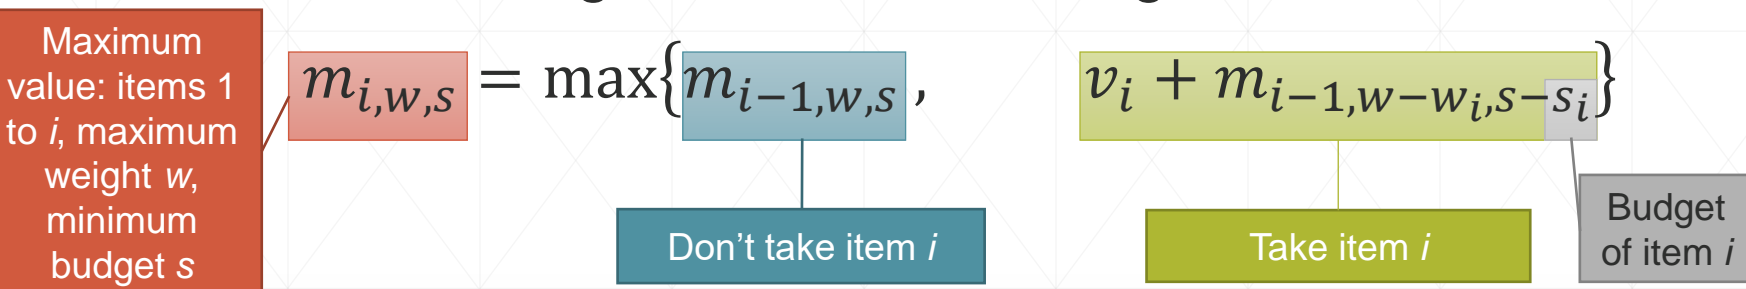 Maximum
value: items 1
to i, maximum
weight w,
minimum
budget s
m_{i,w,s} = max{m_{i−1,w,s} , v_i + m_{i−1,w−w_i,s−s_i}}
Don't take item i
Take item i
Budget
of item i